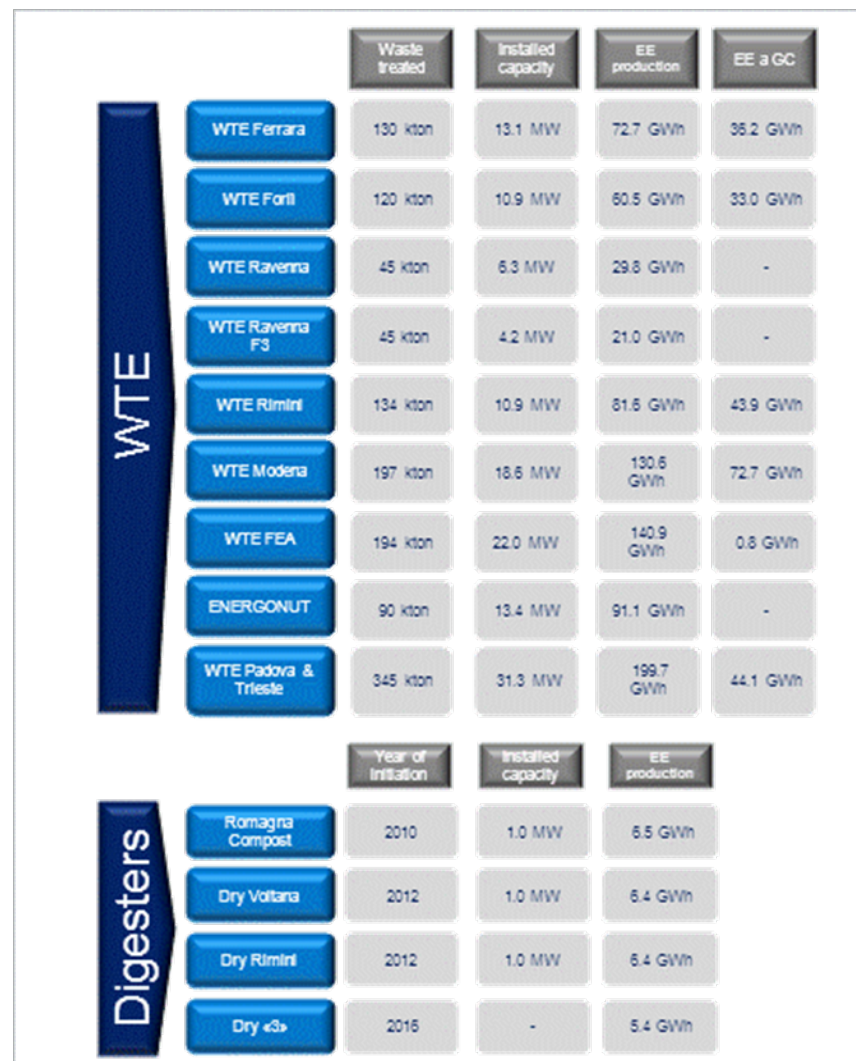 Waste
treated
Installed
capacity
EE
production
EE a GC
WTE
WTE Ferrara
130 kton
13.1 MW
72.7 GWh
36.2 GWh
WTE Forlì
120 kton
10.9 MW
60.5 GWh
33.0 GWh
WTE Ravenna
45 kton
6.3 MW
29.8 GWh
-
WTE Ravenna
F3
45 kton
4.2 MW
21.0 GWh
-
WTE Rimini
134 kton
10.9 MW
81.6 GWh
43.9 GWh
WTE Modena
197 kton
18.6 MW
130.6
GWh
72.7 GWh
WTE FEA
194 kton
22.0 MW
140.9
GWh
0.8 GWh
ENERGONUT
90 kton
13.4 MW
91.1 GWh
-
WTE Padova &
Trieste
345 kton
31.3 MW
199.7
GWh
44.1 GWh
Year of
initiation
Installed
capacity
EE
production
Digesters
Romagna
Compost
2010
1.0 MW
6.5 GWh
Dry Voltana
2012
1.0 MW
6.4 GWh
Dry Rimini
2012
1.0 MW
6.4 GWh
Dry «3»
2016
-
5.4 GWh